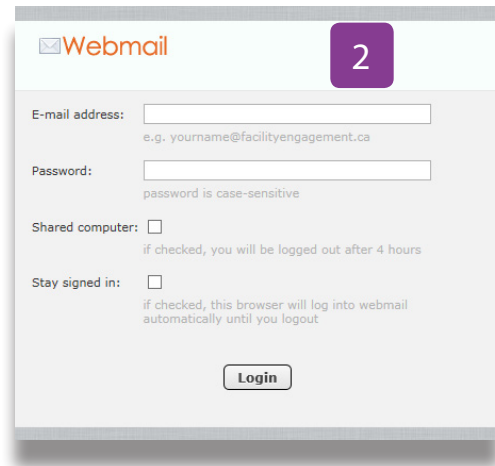 Webmail
2
E-mail address:
e.g. yourname@facilityengagement.ca
Password:
password is case-sensitive
Shared computer:
if checked, you will be logged out after 4 hours
Stay signed in:
if checked, this browser will log into webmail
automatically until you logout
Login